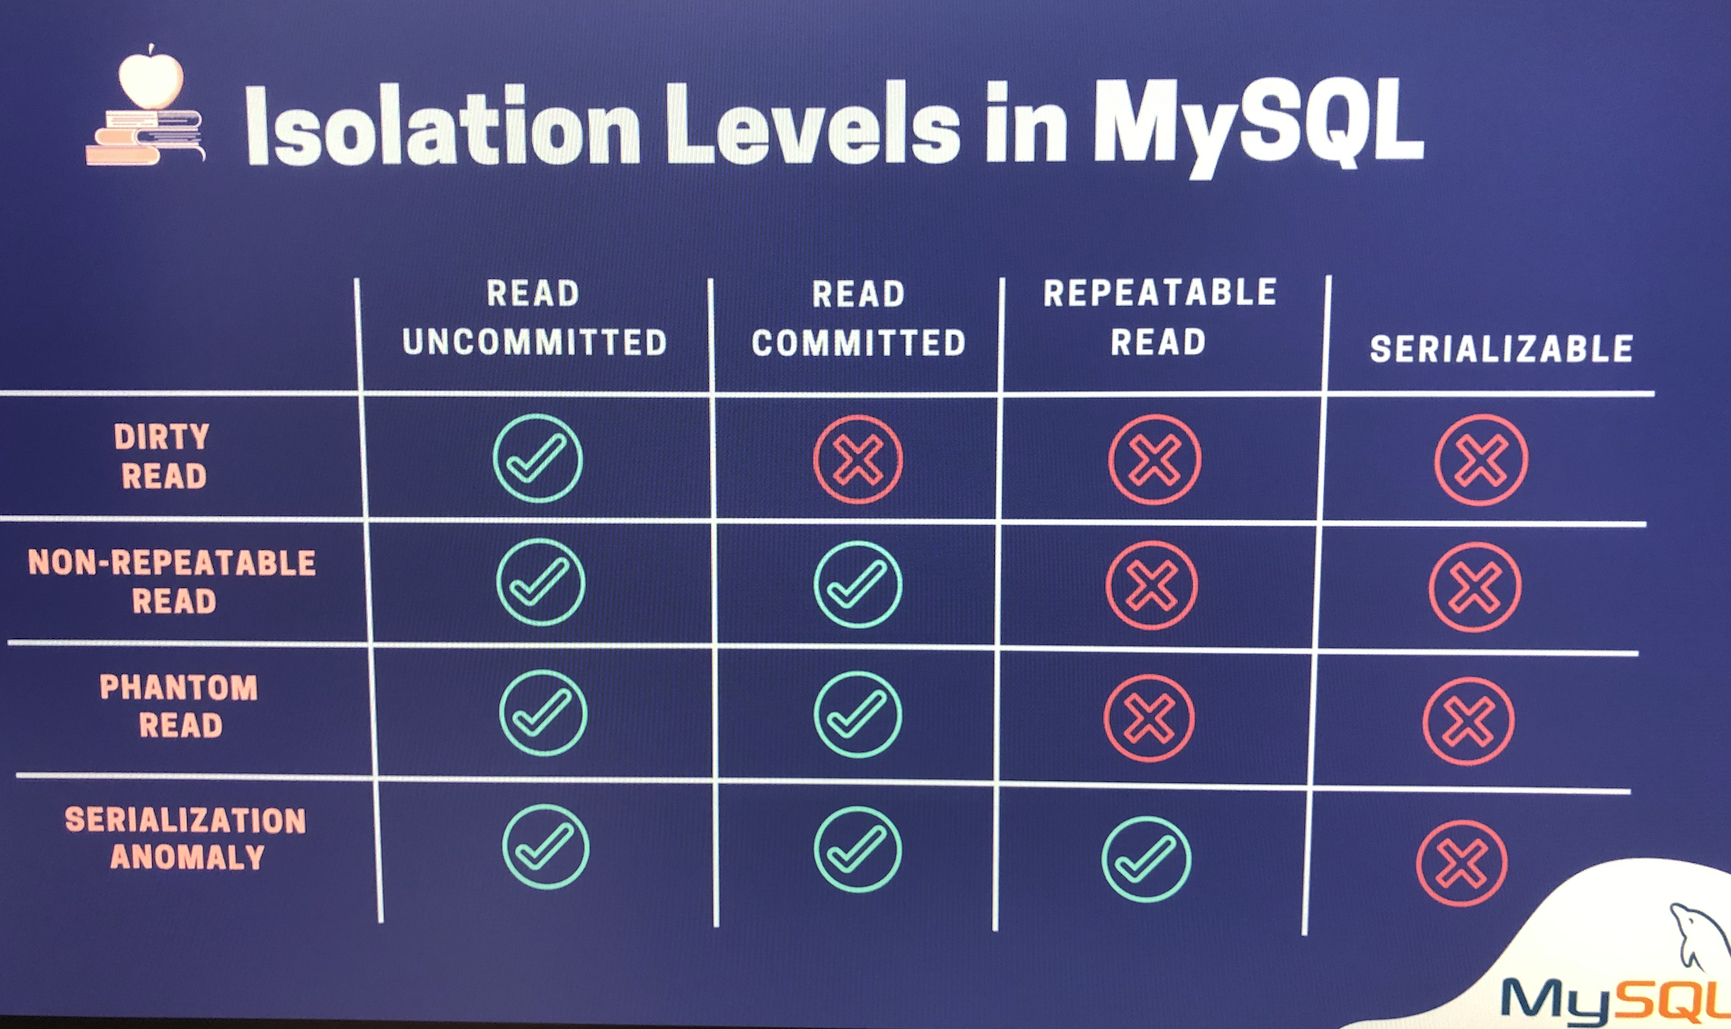 Isolation Levels in MySQL
READ
UNCOMMITTED
READ
COMMITTED
REPEATABLE
READ
SERIALIZABLE
DIRTY
READ
NON-REPEATABLE
READ
PHANTOM
READ
SERIALIZATION
ANOMALY
MySQL